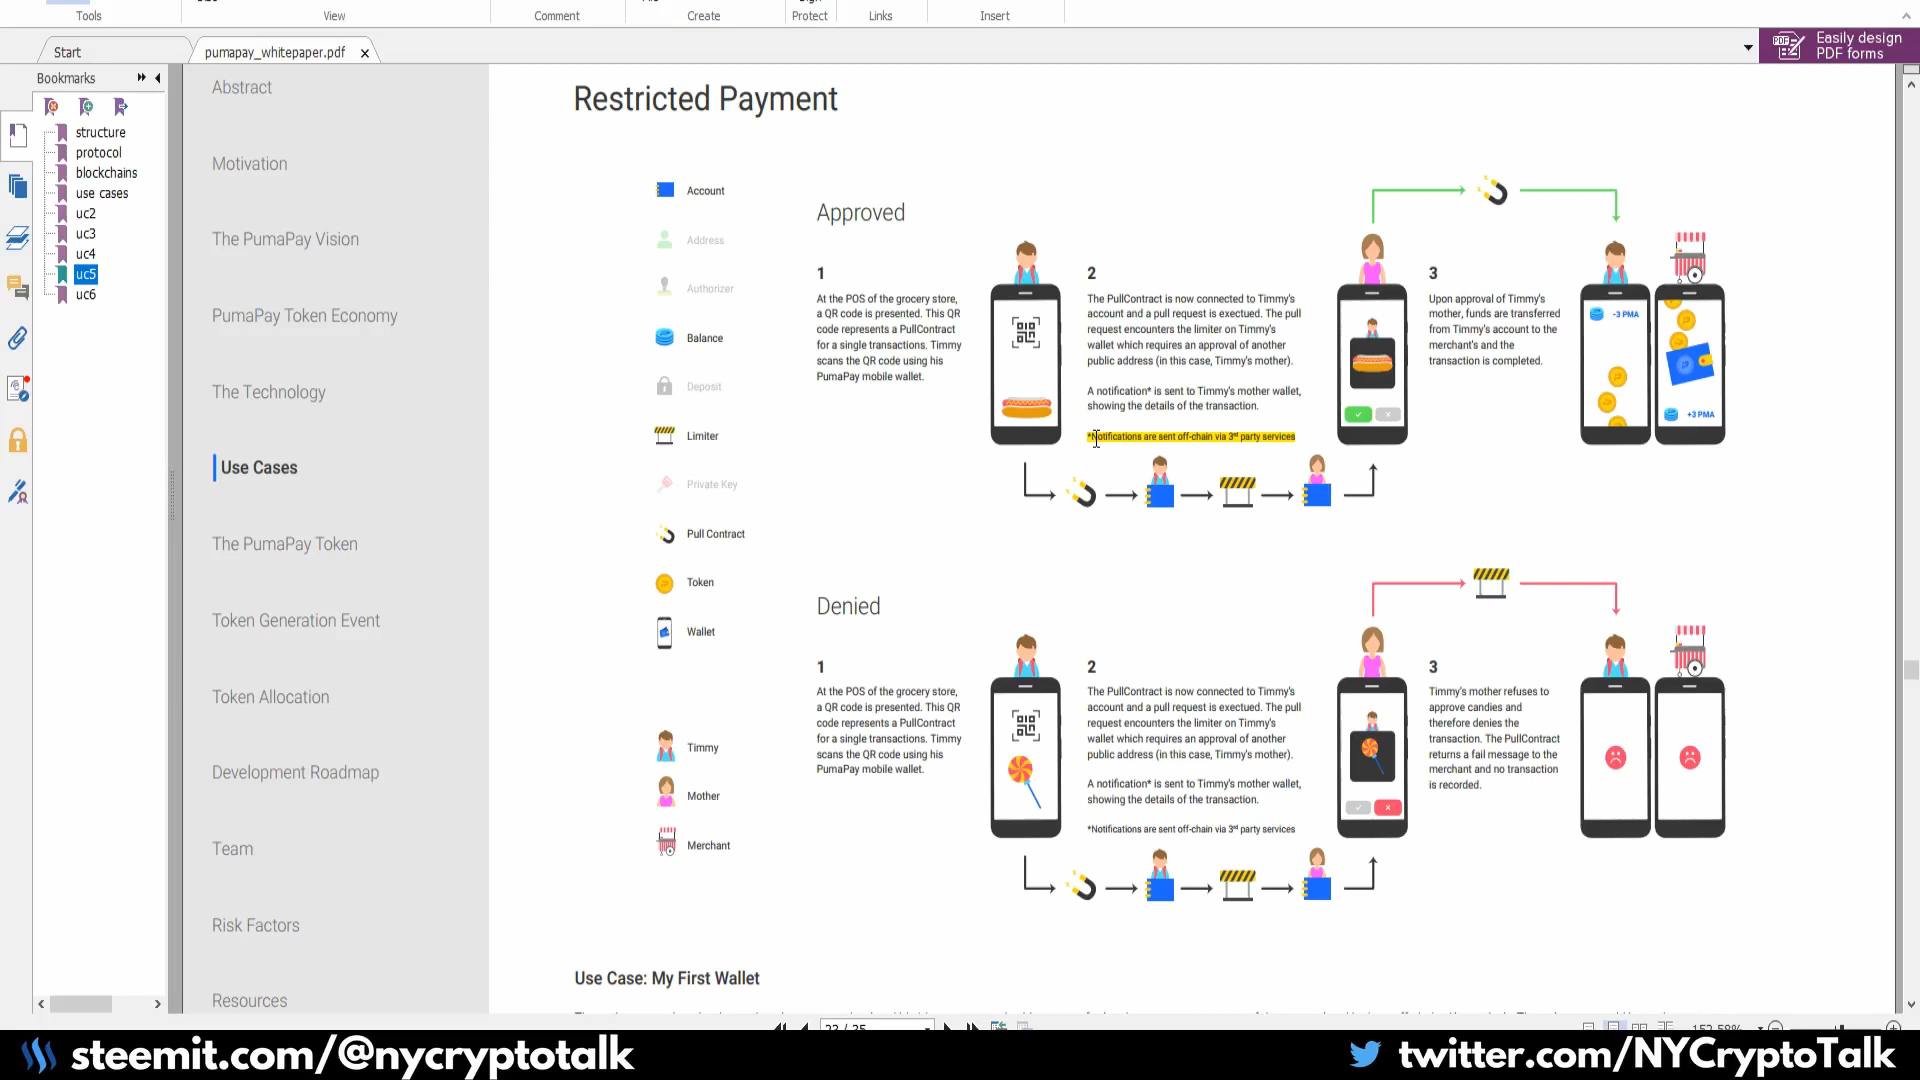 Tools
View
Comment
Create
Protect
Links
Insert
Start
pumapay_whitepaper.pdf
Easily design
PDF forms
Bookmarks
structure
protocol
blockchains
use cases
uc2
uc3
uc4
uc5
uc6
Abstract
Motivation
The PumaPay Vision
PumaPay Token Economy
The Technology
Use Cases
The PumaPay Token
Token Generation Event
Token Allocation
Development Roadmap
Team
Risk Factors
Resources
Restricted Payment
Account
Address
Authorizer
Balance
Deposit
Limiter
Private Key
Pull Contract
Token
Wallet
Timmy
Mother
Merchant
Approved
1
At the POS of the grocery store,
a QR code is presented. This QR
code represents a PullContract
for a single transactions. Timmy
scans the QR code using his
PumaPay mobile wallet.
2
The PullContract is now connected to Timmy's
account and a pull request is exectued. The pull
request encounters the limiter on Timmy's
wallet which requires an approval of another
public address (in this case, Timmy's mother).
A notification* is sent to Timmy's mother wallet,
showing the details of the transaction.
*Notifications are sent off-chain via 3rd party services
3
Upon approval of Timmy's
mother, funds are transferred
from Timmy's account to the
merchant's and the
transaction is completed.
-3 PMA
+3 PMA
Denied
1
At the POS of the grocery store,
a QR code is presented. This QR
code represents a PullContract
for a single transactions. Timmy
scans the QR code using his
PumaPay mobile wallet.
2
The PullContract is now connected to Timmy's
account and a pull request is exectued. The pull
request encounters the limiter on Timmy's
wallet which requires an approval of another
public address (in this case, Timmy's mother).
A notification* is sent to Timmy's mother wallet,
showing the details of the transaction.
*Notifications are sent off-chain via 3rd party services
3
Timmy's mother refuses to
approve candies and
therefore denies the
transaction. The PullContract
returns a fail message to the
merchant and no transaction
is recorded.
Use Case: My First Wallet
22 / 35
152.58%
steemit.com/@nycryptotalk
twitter.com/NYCryptoTalk